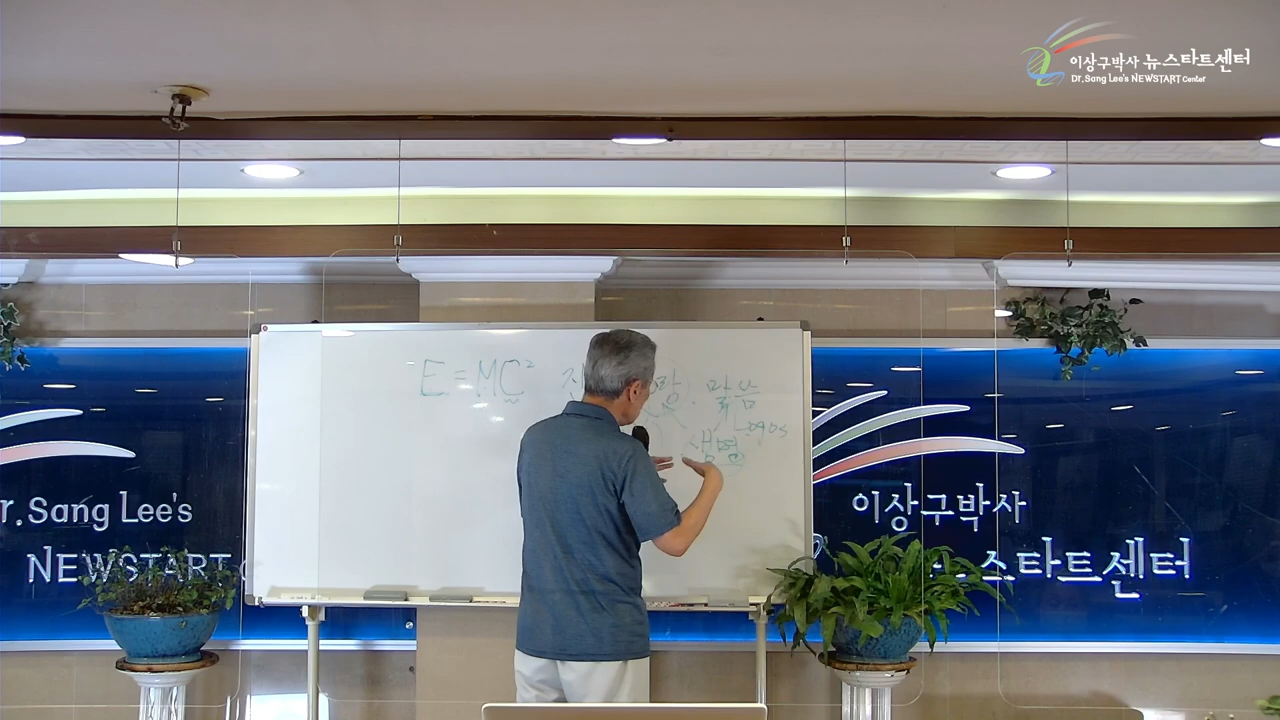 이상구박사 뉴스타트센터
Dr. Sang Lee's NEWSTART Center
E = MC² 말씀
생명
r. Sang Lee's
NEWSTART
이상구박사
스타트센터